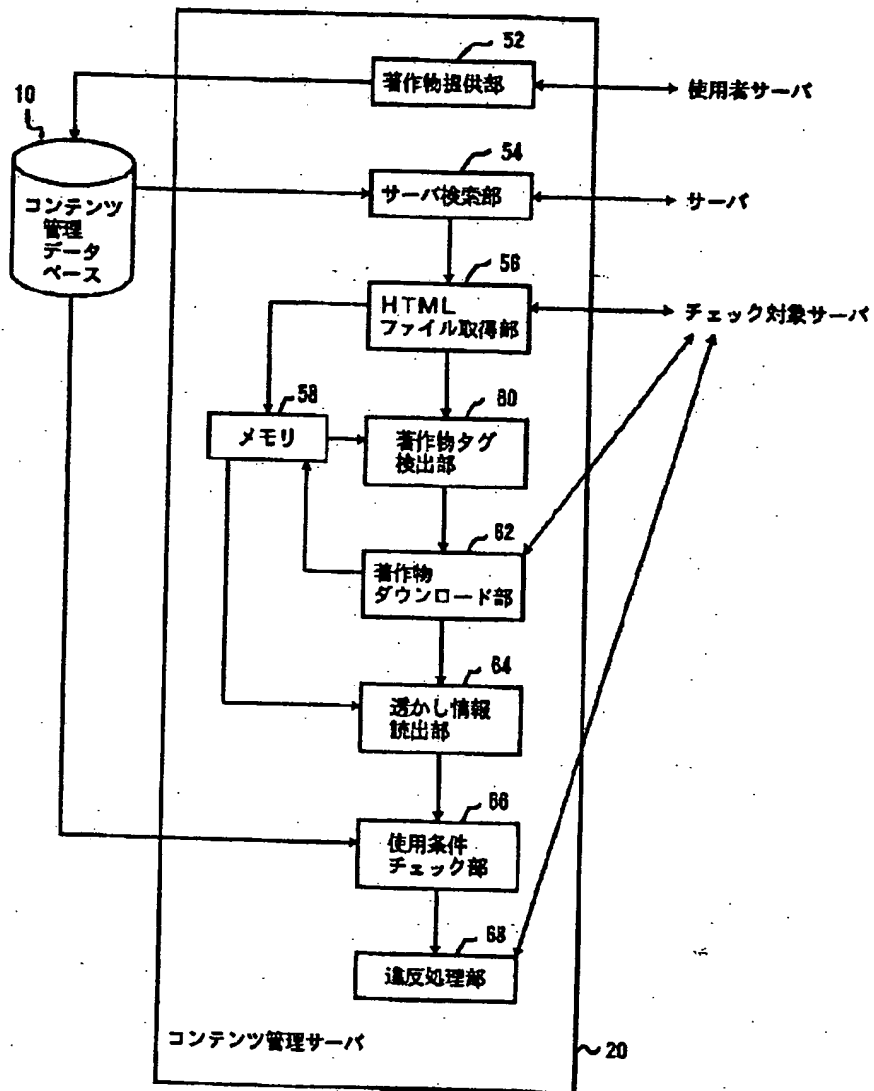 52
著作物提供部
使用者サーバ
10
54
サーバ検索部
サーバ
コンテンツ
管理
データ
ベース
56
HTML
ファイル取得部
チェック対象サーバ
58
メモリ
60
著作物タグ
検出部
62
著作物
ダウンロード部
64
透かし情報
読出部
66
使用条件
チェック部
68
違反処理部
コンテンツ管理サーバ
20